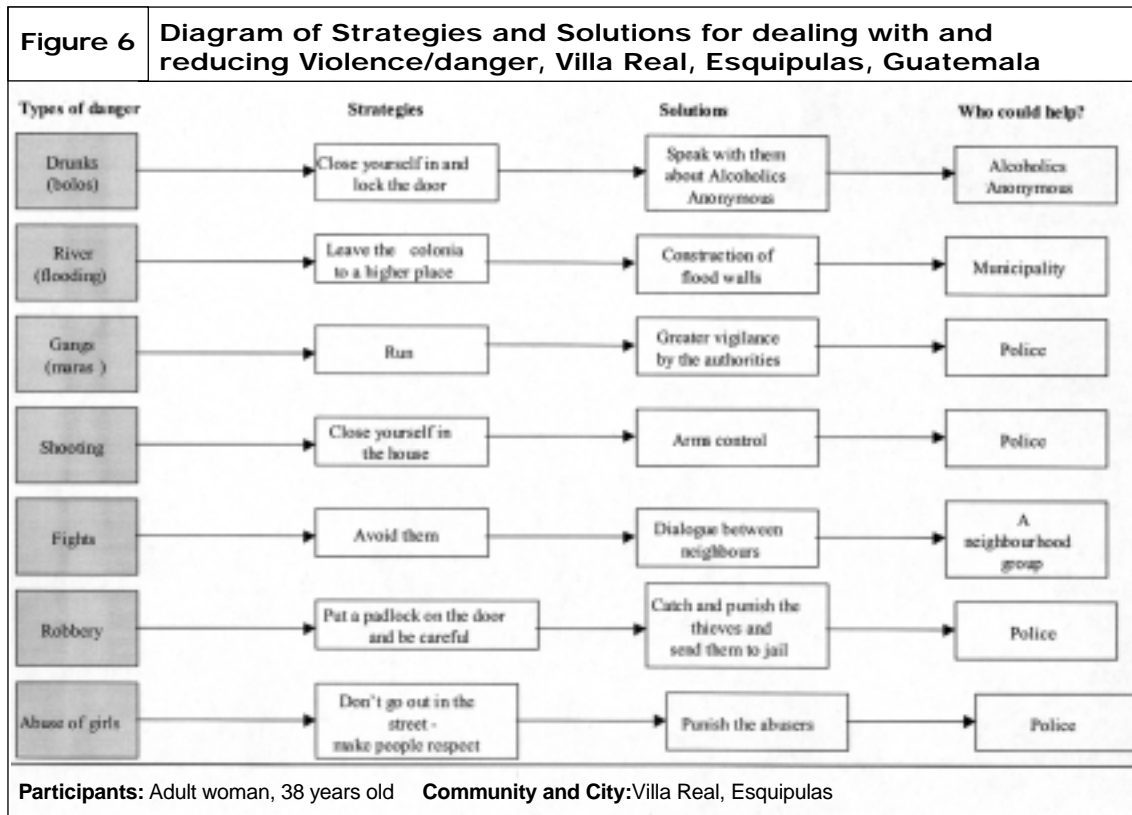 Figure 6
Diagram of Strategies and Solutions for dealing with and
reducing Violence/danger, Villa Real, Esquipulas, Guatemala
Types of danger
Strategies
Solutions
Who could help?
Drunks
(bolos)
Close yourself in and
lock the door
Speak with them
about Alcoholics
Anonymous
Alcoholics
Anonymous
River
(flooding)
Leave the colonia
to a higher place
Construction of
flood walls
Municipality
Gangs
(maras )
Run
Greater vigilance
by the authorities
Police
Shooting
Close yourself in
the house
Arms control
Police
Fights
Avoid them
Dialogue between
neighbours
A
neighbourhood
group
Robbery
Put a padlock on the door
and be careful
Catch and punish the
thieves and
send them to jail
Police
Abuse of girls
Don't go out in the
street -
make people respect
Punish the abusers
Police
Participants: Adult woman, 38 years old Community and City:Villa Real, Esquipulas